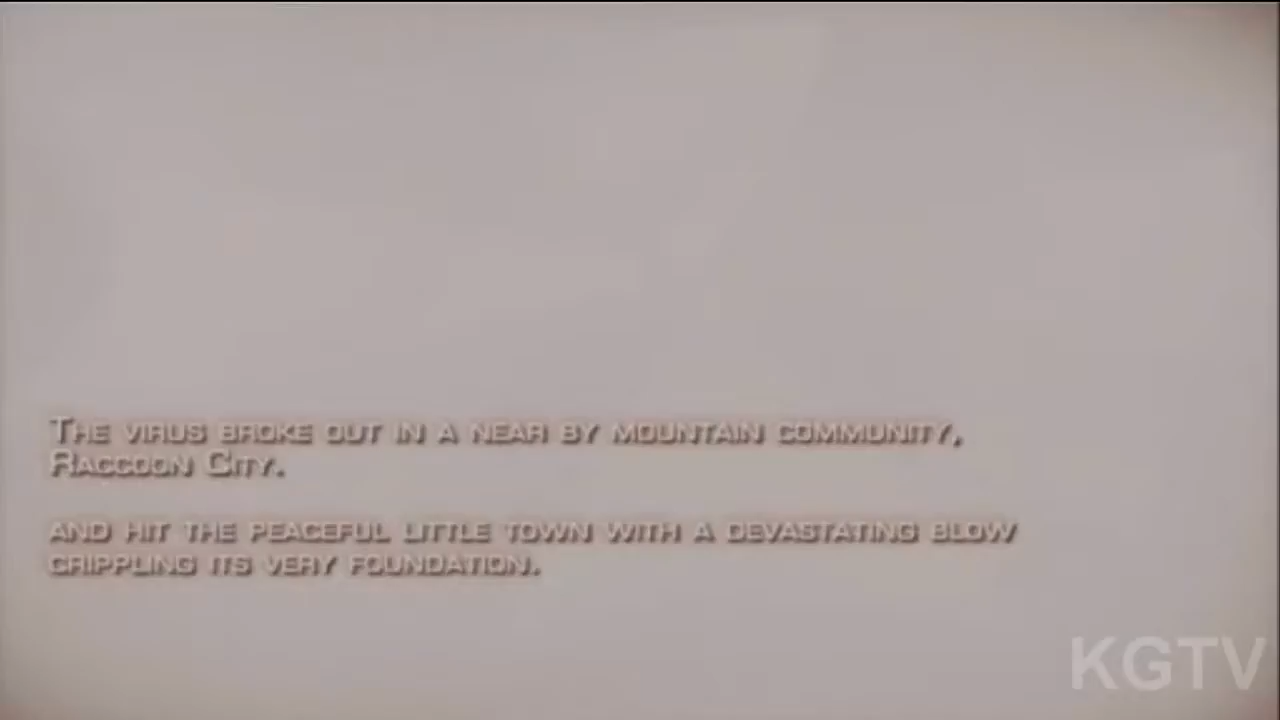 The virus broke out in a near by mountain community,
Raccoon City.
and hit the peaceful little town with a devastating blow
crippling its very foundation.
KGTV